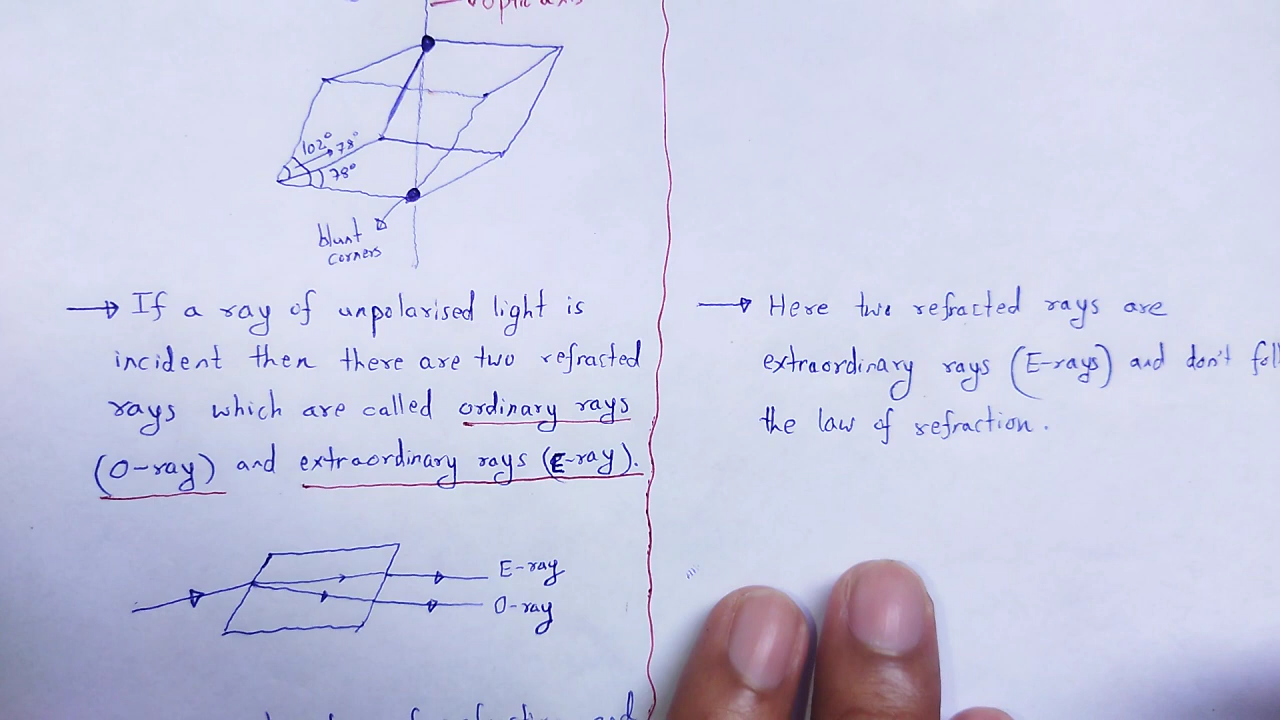 optic axis
102° 78°
78°
blunt
corners
→ If a ray of unpolarised light is
incident then there are two refracted
rays which are called ordinary rays
(O-ray) and extraordinary rays (E-ray).
E-ray
O-ray
→ Here two refracted rays are
extraordinary rays (E-rays) and don't
the law of refraction.